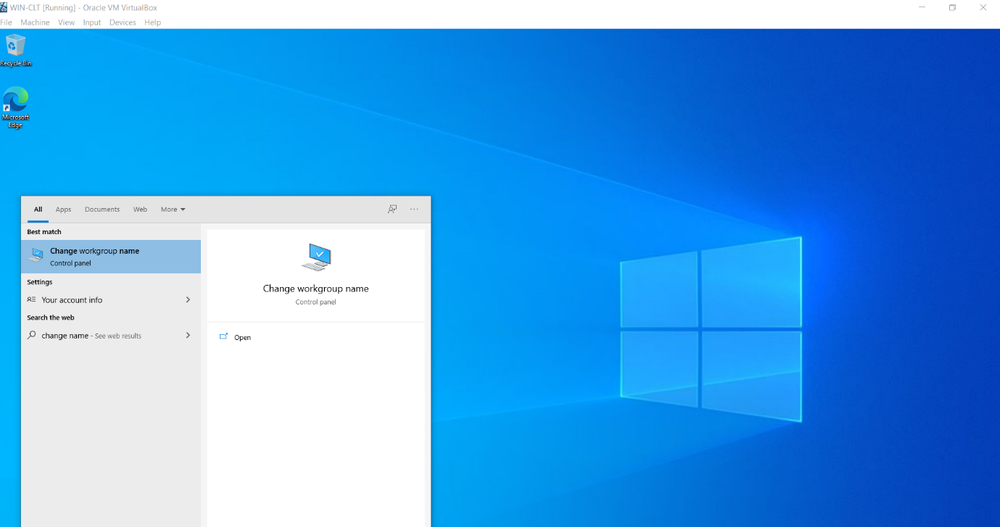 WIN-CLT [Running] - Oracle VM VirtualBox
File Machine View Input Devices Help
Recycle Bin
Microsoft
Edge
All Apps Documents Web More
Best match
Change workgroup name
Control panel
Settings
Your account info
Search the web
change name - See web results
Change workgroup name
Control panel
Open